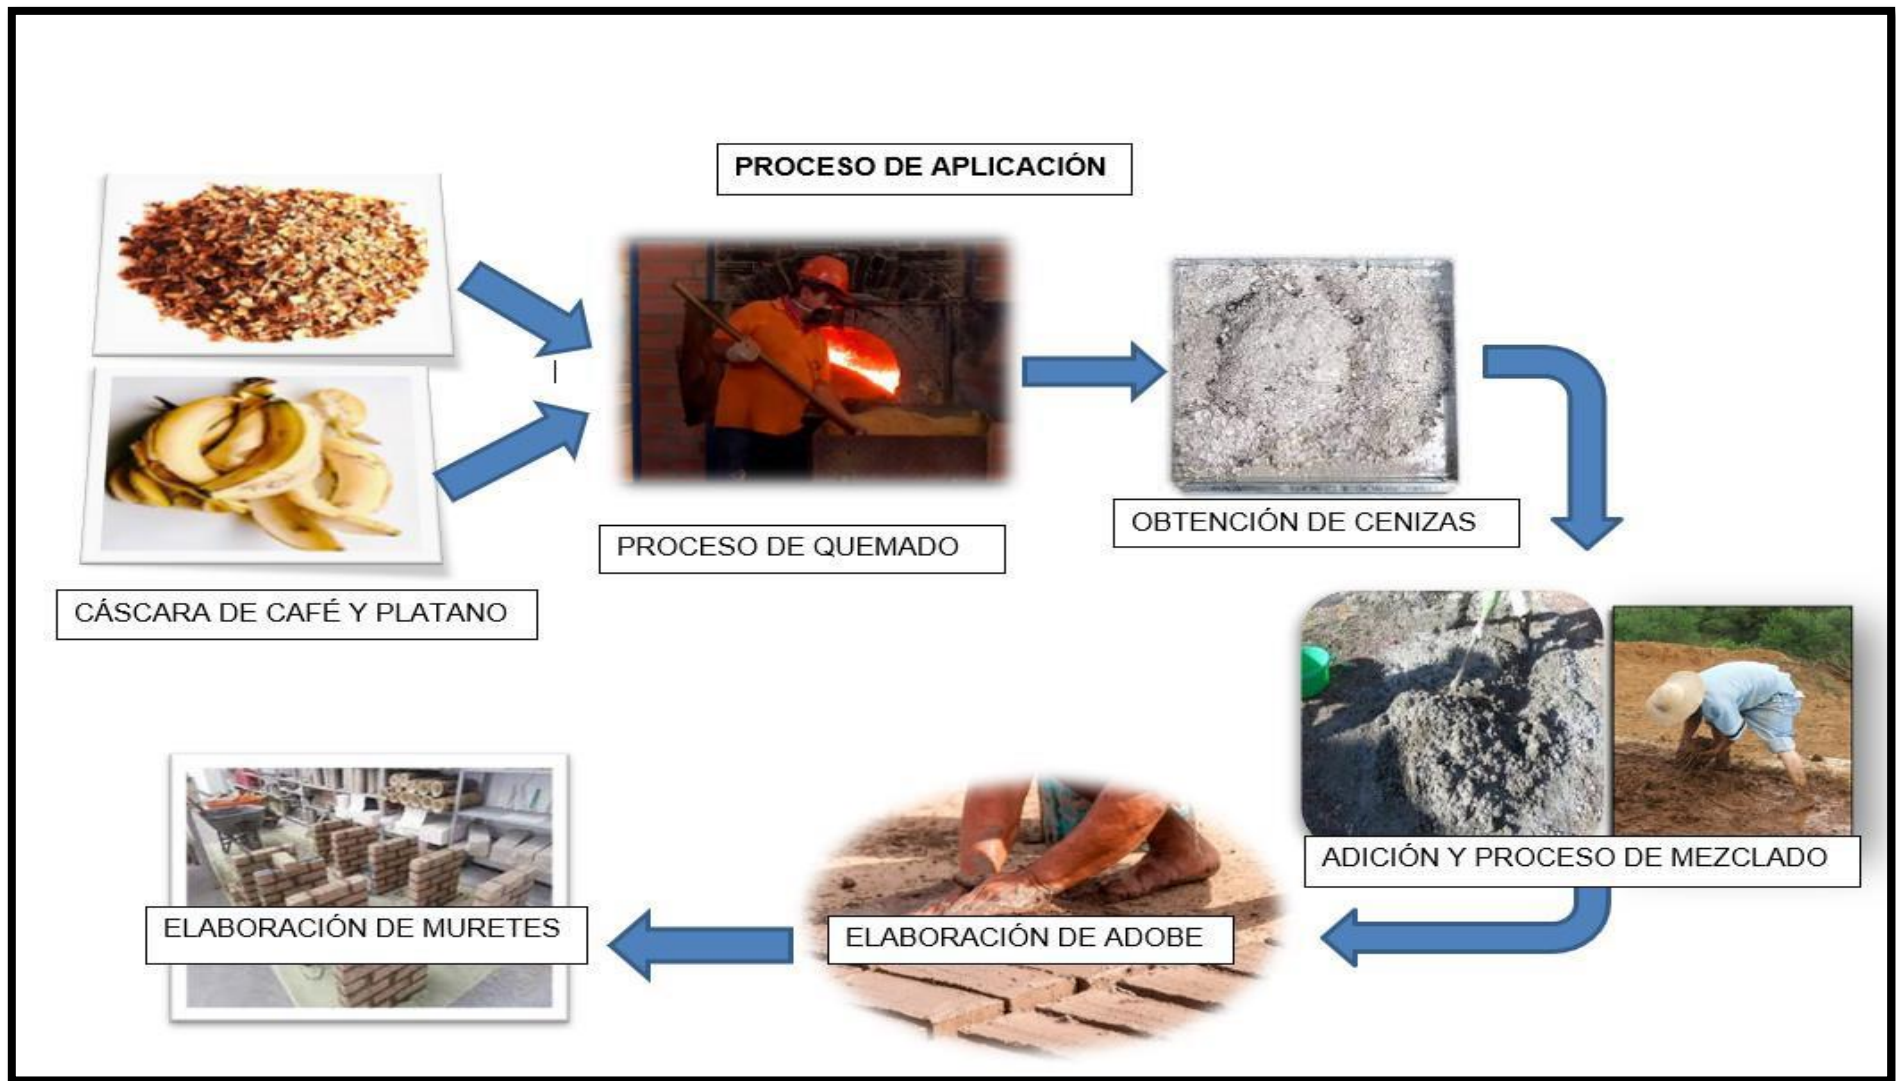 PROCESO DE APLICACIÓN
PROCESO DE QUEMADO
OBTENCIÓN DE CENIZAS
CÁSCARA DE CAFÉ Y PLATANO
ADICIÓN Y PROCESO DE MEZCLADO
ELABORACIÓN DE ADOBE
ELABORACIÓN DE MURETES